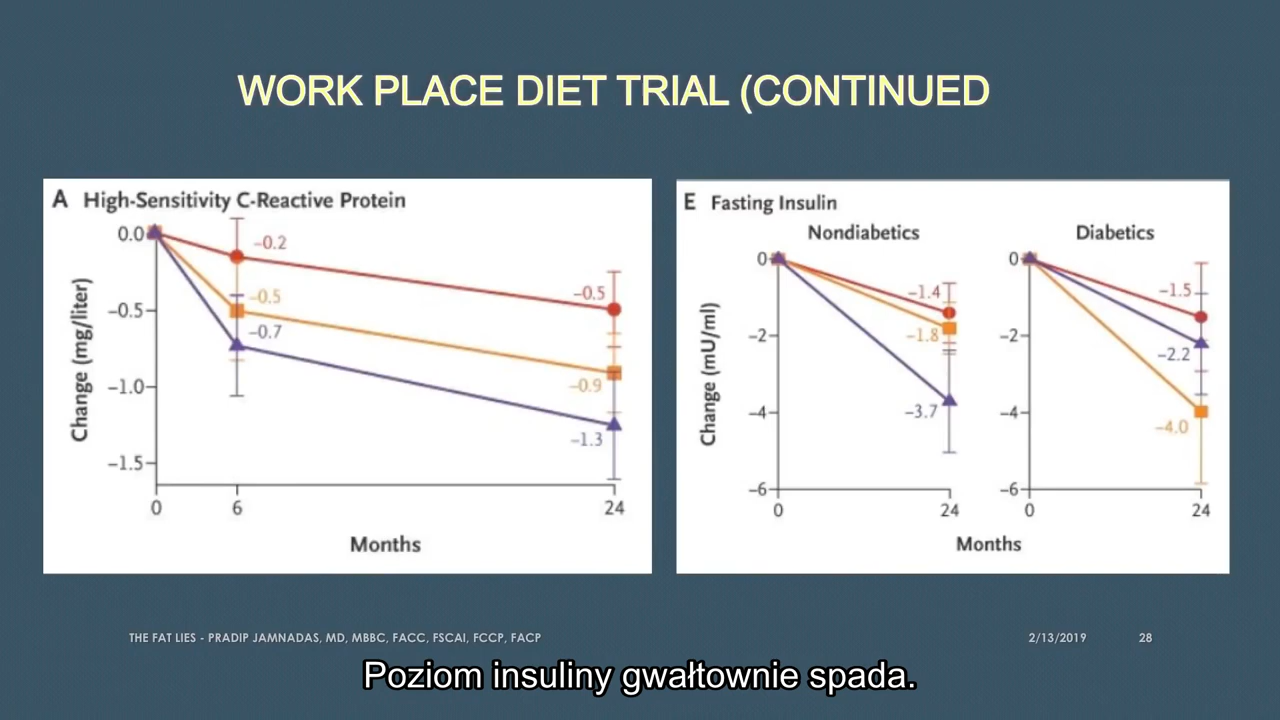 WORK PLACE DIET TRIAL (CONTINUED
A High-Sensitivity C-Reactive Protein
0.0
–0.5
–1.0
–1.5
Change (mg/liter)
–0.2
–0.5
–0.7
–0.5
–0.9
–1.3
0 6 24
Months
E Fasting Insulin
Nondiabetics
0
–2
–4
–6
Change (mU/ml)
–1.4
–1.8
–3.7
0 24
Diabetics
0
–2
–4
–6
–1.5
–2.2
–4.0
0 24
Months
THE FAT LIES - PRADIP JAMNADAS, MD, MBBC, FACC, FSCAI, FCCP, FACP
2/13/2019
28
Poziom insuliny gwałtownie spada.